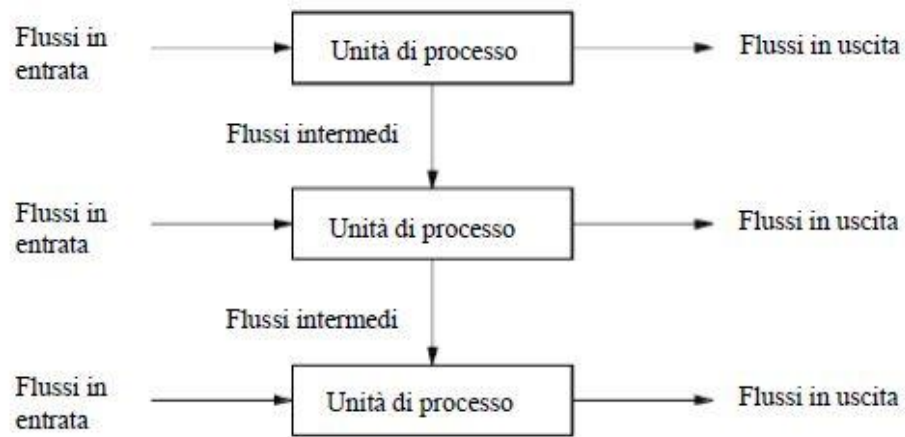 Flussi in
entrata
Unità di processo
Flussi in uscita
Flussi intermedi
Flussi in
entrata
Unità di processo
Flussi in uscita
Flussi intermedi
Flussi in
entrata
Unità di processo
Flussi in uscita